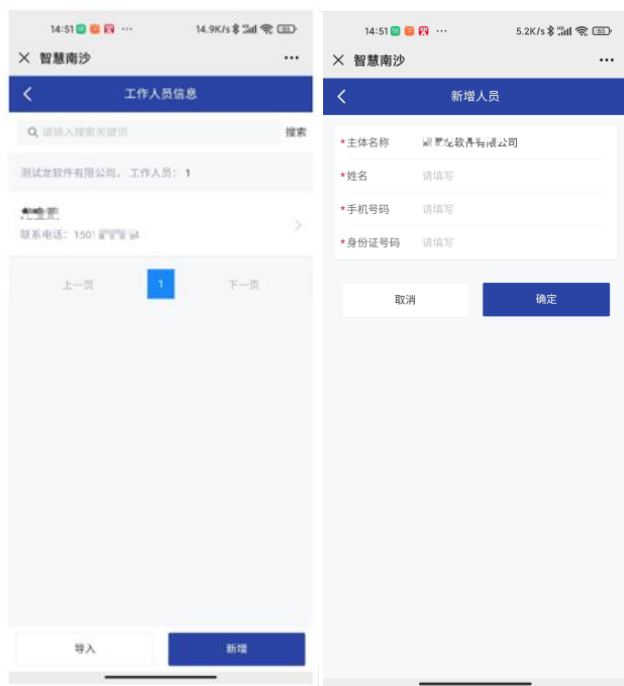 14:51 ··· 14.9K/s
智慧南沙
工作人员信息
请输入搜索关键词 搜索
测试龙软件有限公司,工作人员:1
联系电话:1501
上一页 1 下一页
导入 新增
14:51 ··· 5.2K/s
智慧南沙
新增人员
*主体名称 龙软件有限公司
*姓名 请填写
*手机号码 请填写
*身份证号码 请填写
取消 确定